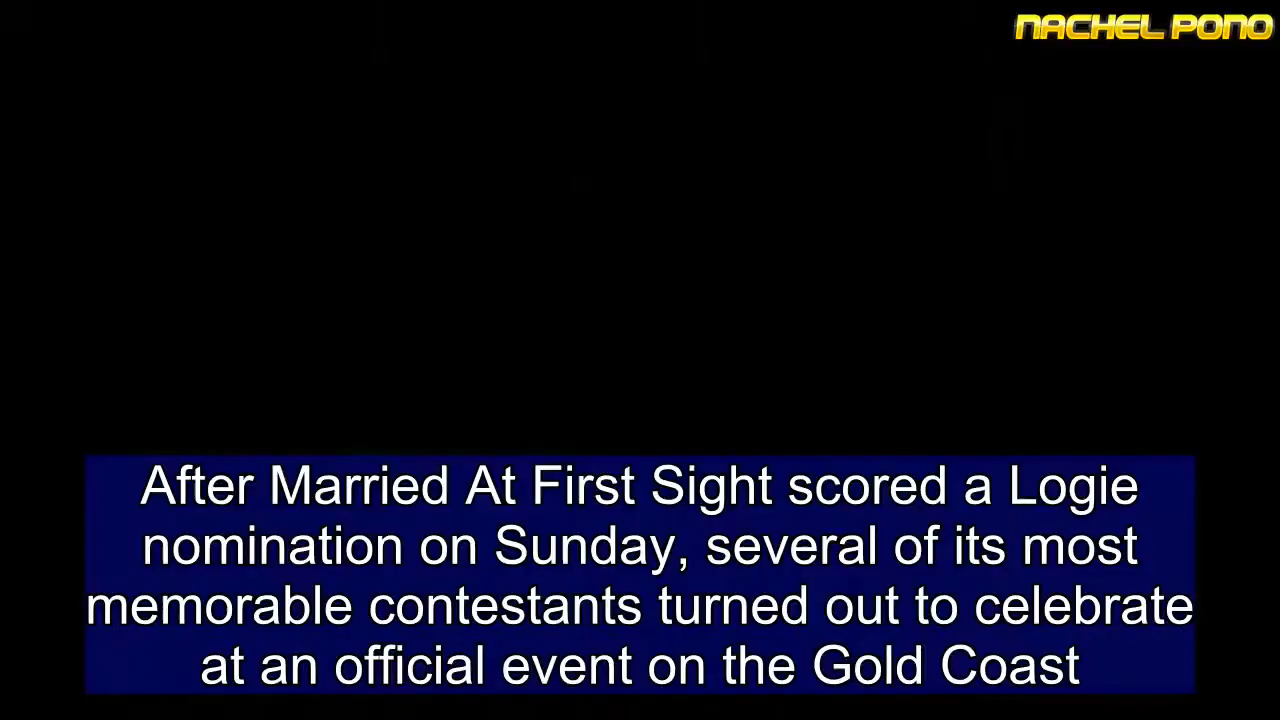 NACHEL PONO
After Married At First Sight scored a Logie
nomination on Sunday, several of its most
memorable contestants turned out to celebrate
at an official event on the Gold Coast